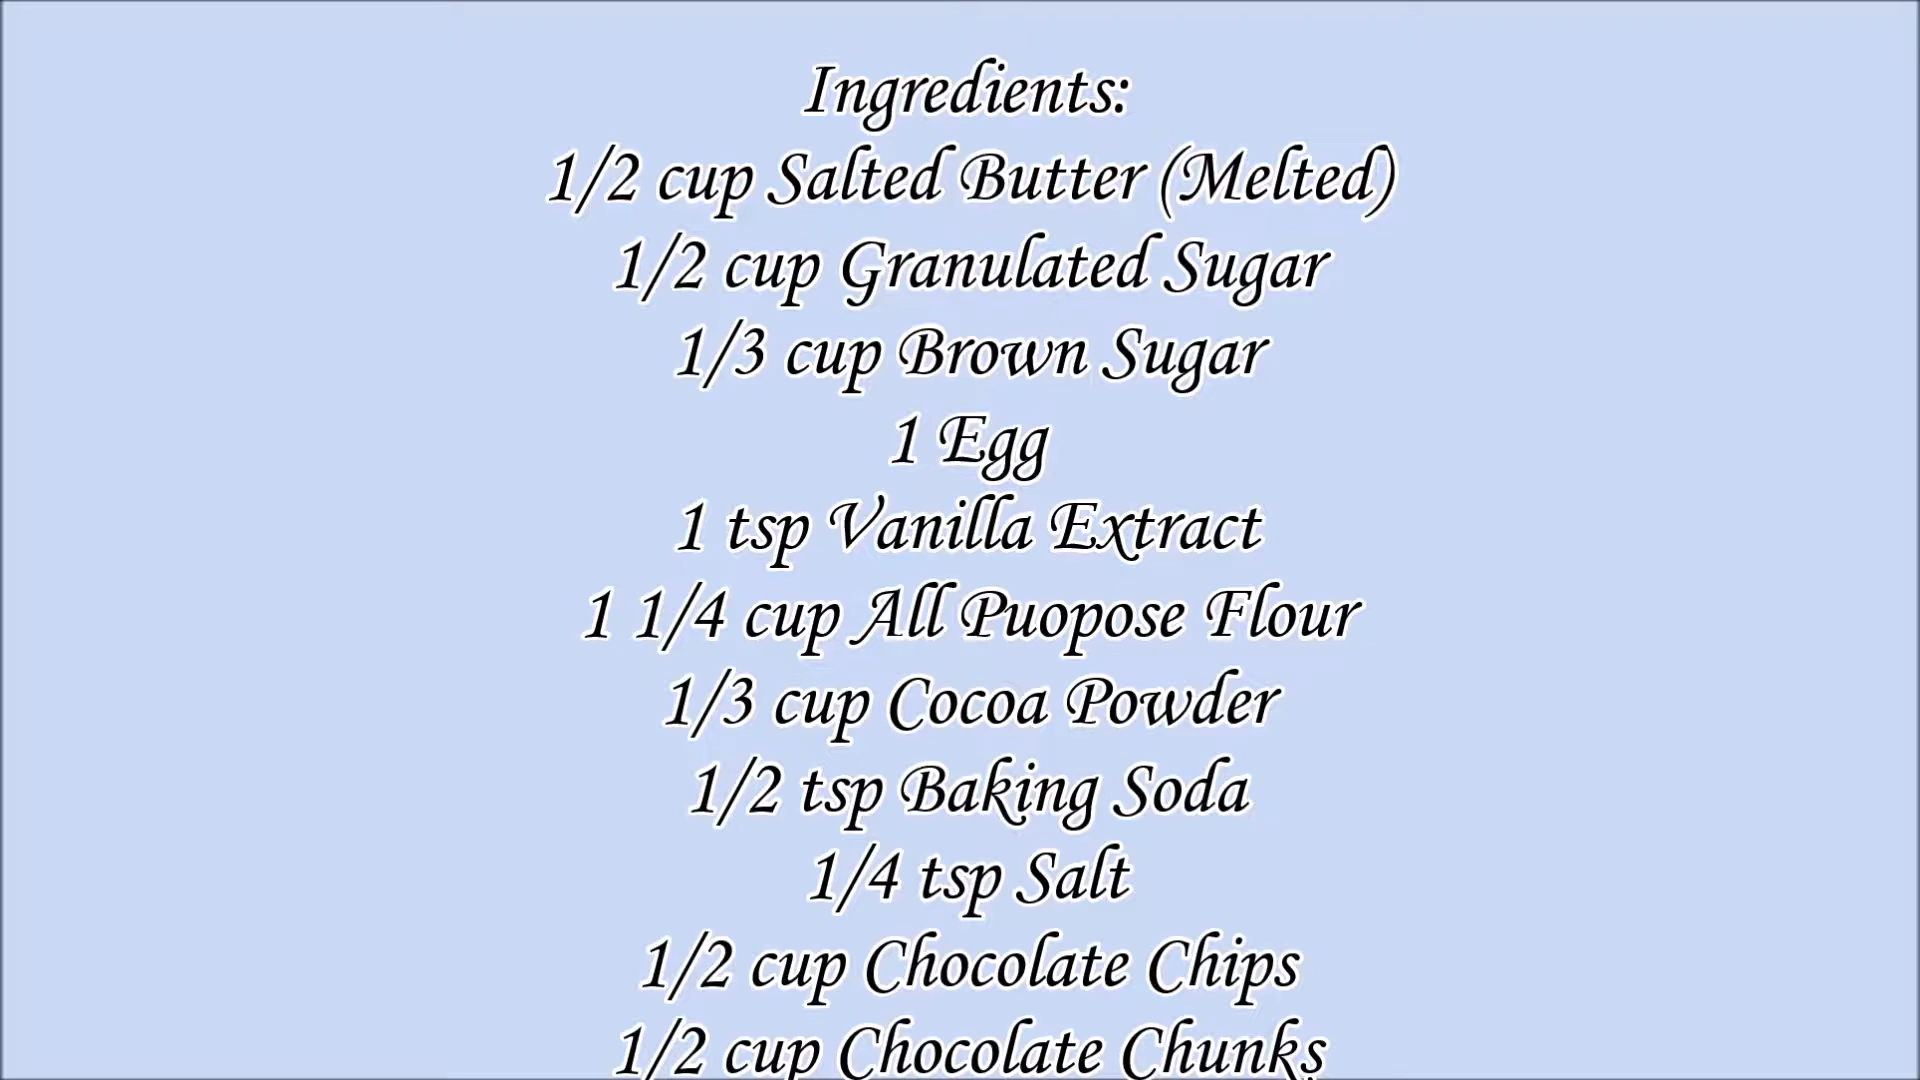 Ingredients:
1/2 cup Salted Butter (Melted)
1/2 cup Granulated Sugar
1/3 cup Brown Sugar
1 Egg
1 tsp Vanilla Extract
1 1/4 cup All Puopose Flour
1/3 cup Cocoa Powder
1/2 tsp Baking Soda
1/4 tsp Salt
1/2 cup Chocolate Chips
1/2 cup Chocolate Chunks